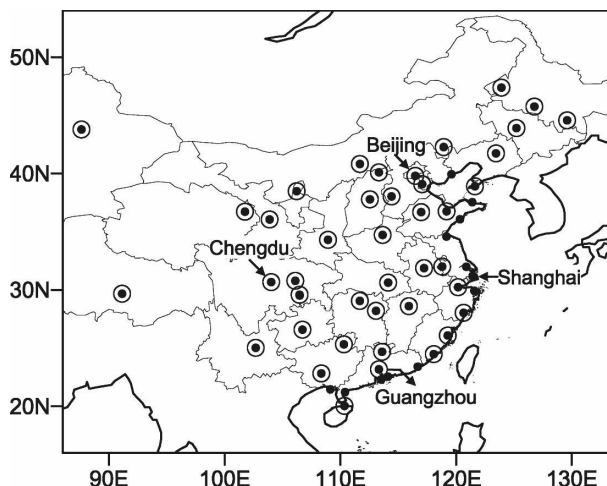 50N
40N
30N
20N
Beijing
Chengdu
Shanghai
Guangzhou
90E 100E 110E 120E 130E